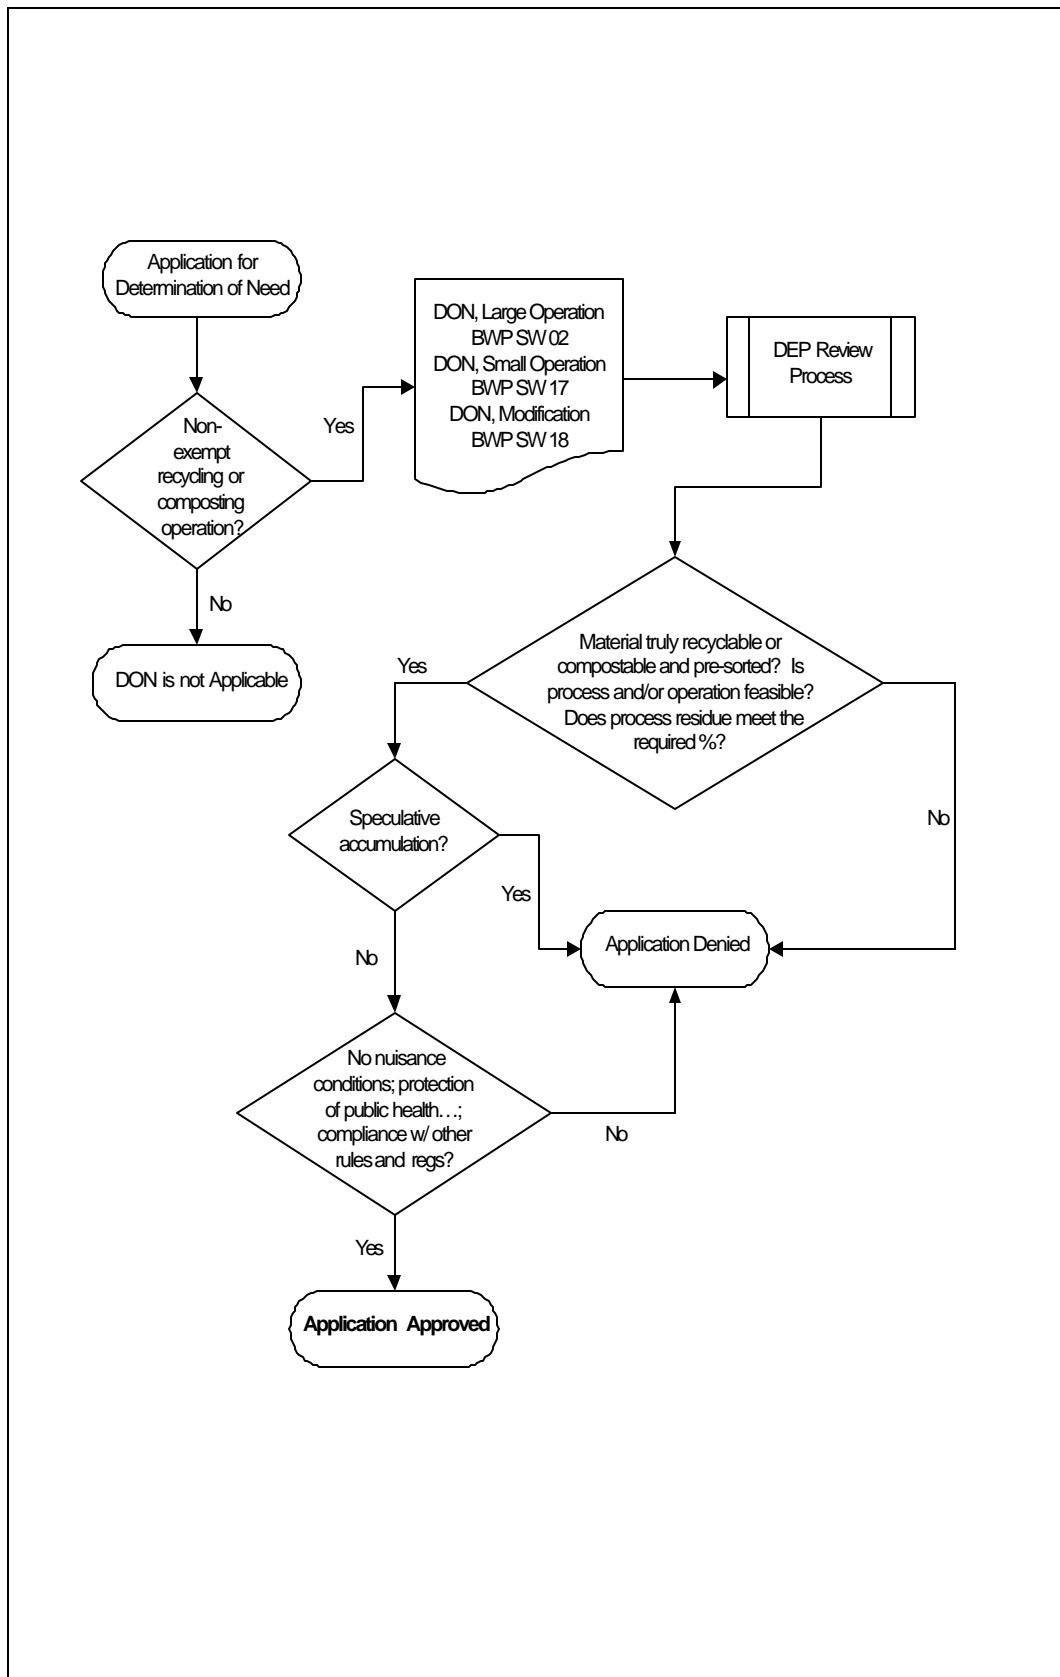 Application for
Determination of Need
Non-
exempt
recycling or
composting
operation?
Yes
No
DON is not Applicable
DON, Large Operation
BWP SW 02
DON, Small Operation
BWP SW 17
DON, Modification
BWP SW 18
DEP Review
Process
Material truly recyclable or
compostable and pre-sorted? Is
process and/or operation feasible?
Does process residue meet the
required %?
Yes
No
Speculative
accumulation?
Yes
No
Application Denied
No nuisance
conditions; protection
of public health…;
compliance w/ other
rules and regs?
No
Yes
Application Approved